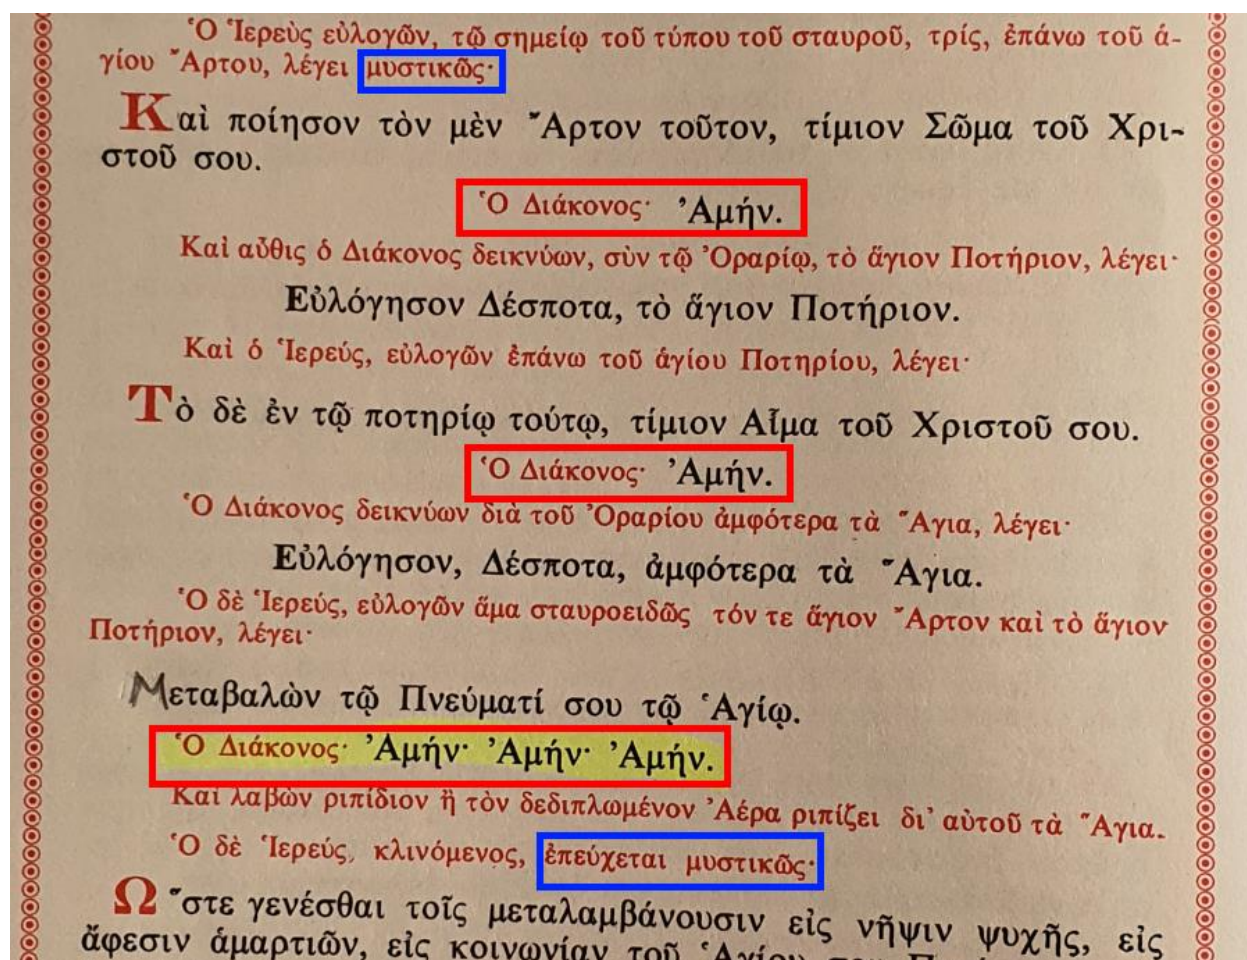 Ὁ Ἱερεὺς εὐλογῶν, τῷ σημείῳ τοῦ τύπου τοῦ σταυροῦ, τρίς, ἐπάνω τοῦ ἁ-
γίου Ἄρτου, λέγει μυστικῶς·
Καὶ ποίησον τὸν μὲν Ἄρτον τοῦτον, τίμιον Σῶμα τοῦ Χρι-
στοῦ σου.
Ὁ Διάκονος· Ἀμήν.
Καὶ αὖθις ὁ Διάκονος δεικνύων, σὺν τῷ Ὀραρίῳ, τὸ ἅγιον Ποτήριον, λέγει·
Εὐλόγησον Δέσποτα, τὸ ἅγιον Ποτήριον.
Καὶ ὁ Ἱερεύς, εὐλογῶν ἐπάνω τοῦ ἁγίου Ποτηρίου, λέγει·
Τὸ δὲ ἐν τῷ ποτηρίῳ τούτῳ, τίμιον Αἷμα τοῦ Χριστοῦ σου.
Ὁ Διάκονος· Ἀμήν.
Ὁ Διάκονος δεικνύων διὰ τοῦ Ὀραρίου ἀμφότερα τὰ Ἅγια, λέγει·
Εὐλόγησον, Δέσποτα, ἀμφότερα τὰ Ἅγια.
Ὁ δὲ Ἱερεύς, εὐλογῶν ἅμα σταυροειδῶς τόν τε ἅγιον Ἄρτον καὶ τὸ ἅγιον
Ποτήριον, λέγει·
Μεταβαλὼν τῷ Πνεύματί σου τῷ Ἁγίῳ.
Ὁ Διάκονος· Ἀμήν· Ἀμήν· Ἀμήν.
Καὶ λαβὼν ριπίδιον ἢ τὸν δεδιπλωμένον Ἀέρα ριπίζει δι' αὐτοῦ τὰ Ἅγια.
Ὁ δὲ Ἱερεύς, κλινόμενος, ἐπεύχεται μυστικῶς·
Ὥστε γενέσθαι τοῖς μεταλαμβάνουσιν εἰς νῆψιν ψυχῆς, εἰς
ἄφεσιν ἁμαρτιῶν, εἰς κοινωνίαν τοῦ Ἁγίου σου